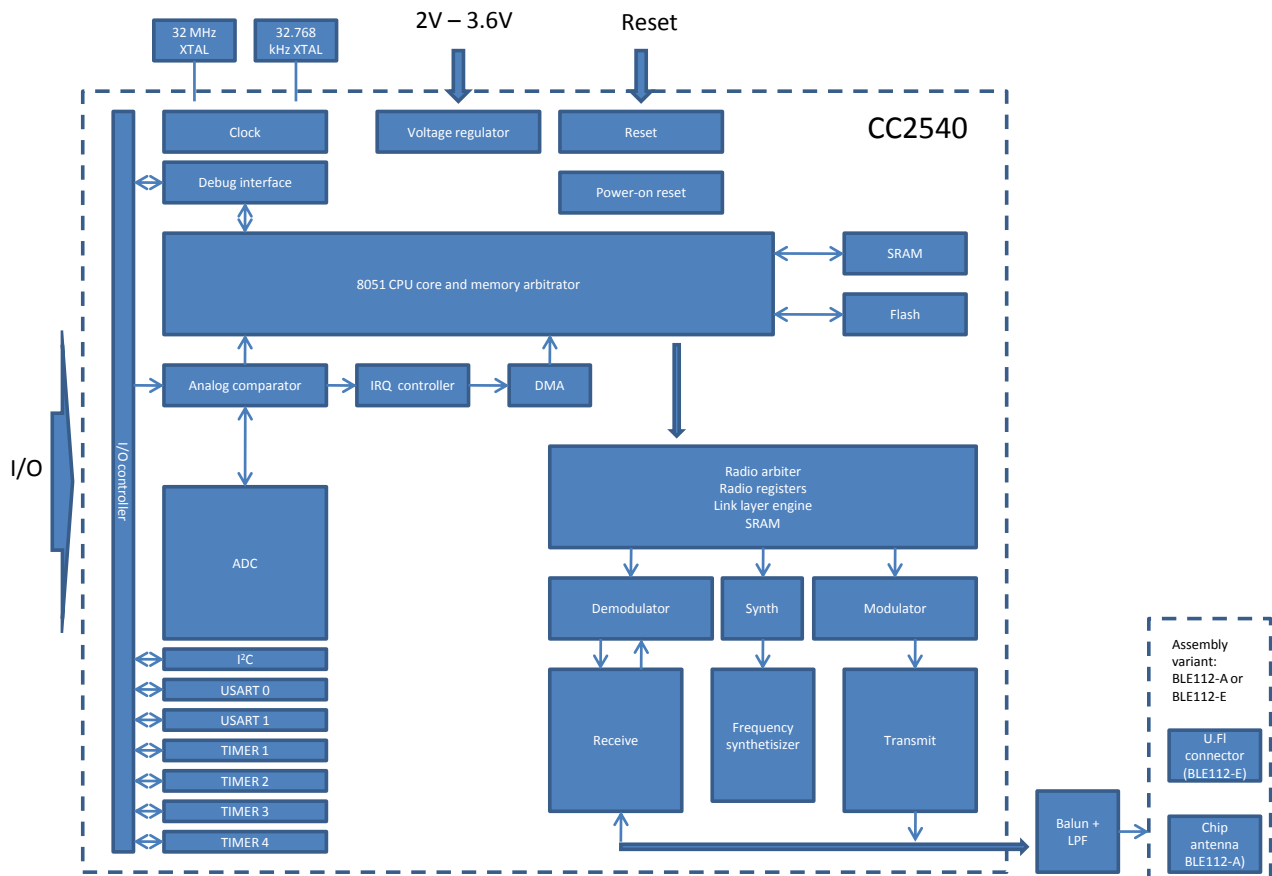 32 MHz
XTAL
32.768
kHz XTAL
2V – 3.6V
Reset
Clock
Voltage regulator
Reset
CC2540
Debug interface
Power-on reset
8051 CPU core and memory arbitrator
SRAM
Flash
Analog comparator
IRQ controller
DMA
I/O
I/O controller
Radio arbiter
Radio registers
Link layer engine
SRAM
ADC
Demodulator
Synth
Modulator
I²C
USART 0
USART 1
TIMER 1
TIMER 2
TIMER 3
TIMER 4
Receive
Frequency
synthetisizer
Transmit
Balun +
LPF
Assembly
variant:
BLE112-A or
BLE112-E
U.Fl
connector
(BLE112-E)
Chip
antenna
BLE112-A)